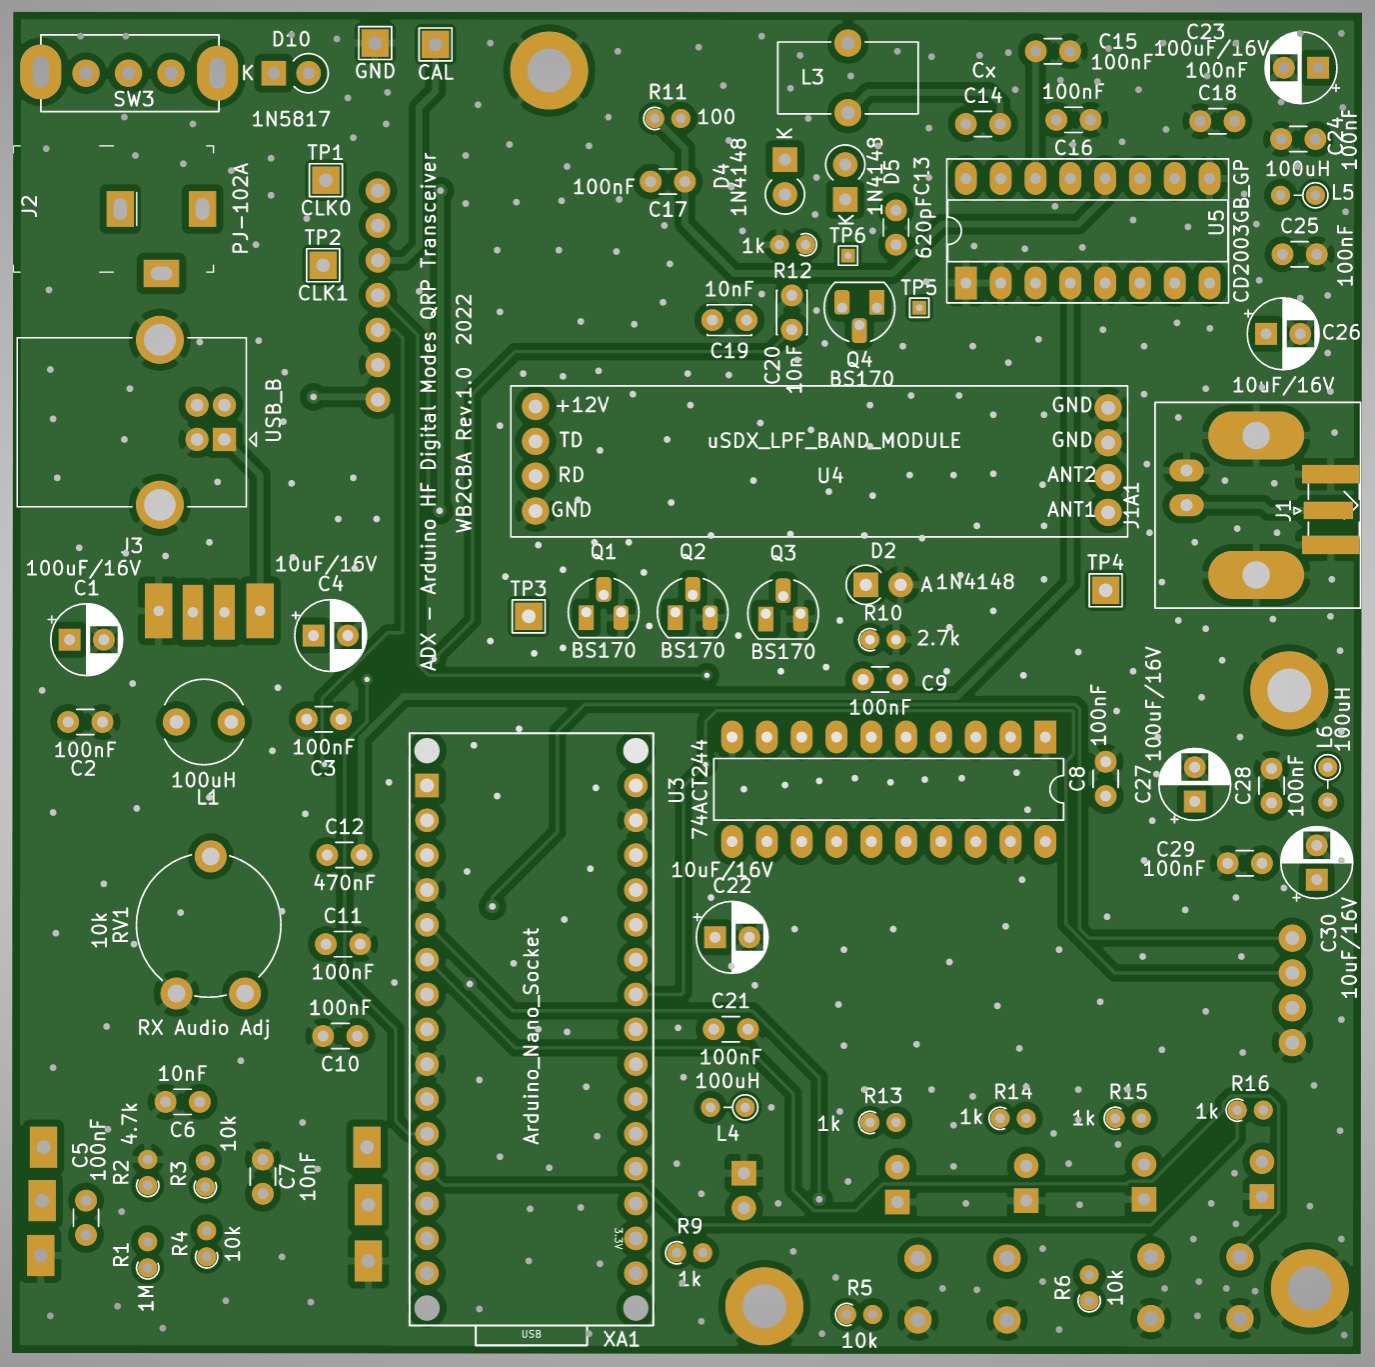 D10
GND
CAL
K
SW3
1N5817
L3
C15
100nF
C23
100uF/16V
100nF
C18
+
R11
100
Cx
C14
100nF
C16
C24
100nF
TP1
CLK0
J2
PJ-102A
TP2
CLK1
100nF
C17
D4
1N4148
K
1N4148
D5
K
620pF
C13
U5
CD2003GB_GP
100uH
L5
C25
100nF
1k
R12
TP6
TP5
10nF
C19
C20
10nF
Q4
BS170
+
C26
10uF/16V
ADX - Arduino HF Digital Modes QRP Transceiver
WB2CBA Rev.1.0 2022
USB_B
J3
+12V
TD
RD
GND
uSDX_LPF_BAND_MODULE
U4
GND
GND
ANT2
ANT1
J1A1
J1
100uF/16V
C1
+
10uF/16V
C4
+
TP3
Q1
BS170
Q2
BS170
Q3
BS170
D2
A
1N4148
R10
2.7k
C9
100nF
TP4
100nF
C2
100uH
L1
100nF
C3
U3
74ACT244
C8
100nF
C27
100uF/16V
+
C28
100nF
L6
100uH
C12
470nF
10k
RV1
RX Audio Adj
C11
100nF
100nF
C10
10uF/16V
C22
+
C29
100nF
+
C30
10uF/16V
Arduino_Nano_Socket
C21
100nF
100uH
L4
10nF
C6
C5
100nF
R2
4.7k
R3
10k
C7
10nF
R1
1M
R4
10k
R13
1k
R14
1k
R15
1k
R16
1k
3.3V
R9
1k
R5
10k
R6
10k
USB
XA1